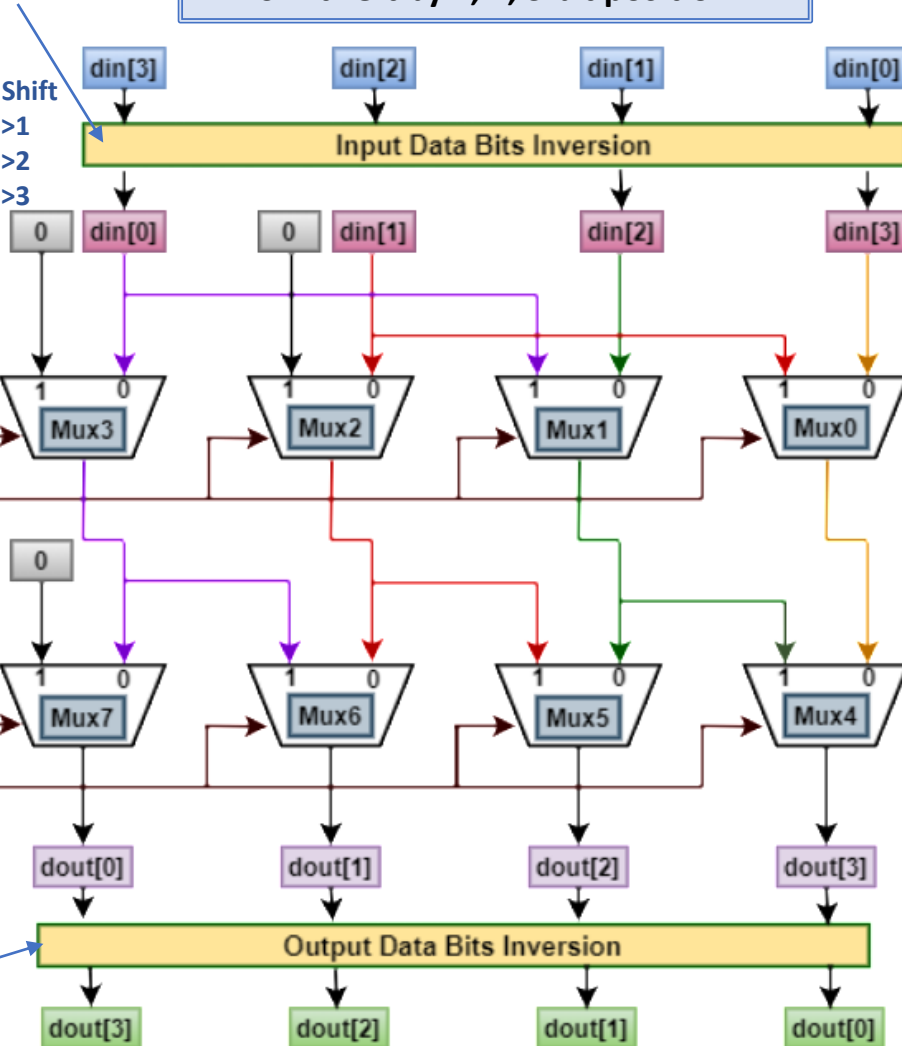 din[3] din[2] din[1] din[0]
Shift
>1
>2
>3
Input Data Bits Inversion
0 din[0] 0 din[1] din[2] din[3]
1 0 1 0 1 0 1 0
Mux3 Mux2 Mux1 Mux0
0
1 0 1 0 1 0 1 0
Mux7 Mux6 Mux5 Mux4
dout[0] dout[1] dout[2] dout[3]
Output Data Bits Inversion
dout[3] dout[2] dout[1] dout[0]